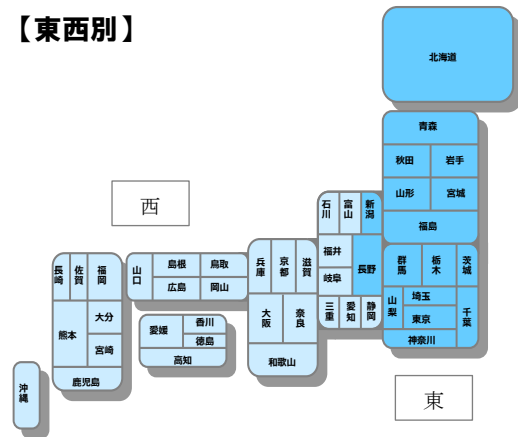 【東西別】
北海道
青森
秋田
岩手
山形
宮城
福島
西
石川
富山
新潟
福井
長野
岐阜
三重
愛知
静岡
群馬
栃木
茨城
山梨
埼玉
東京
千葉
神奈川
兵庫
京都
滋賀
大阪
奈良
和歌山
山口
島根
鳥取
広島
岡山
愛媛
香川
徳島
高知
長崎
佐賀
福岡
熊本
大分
宮崎
鹿児島
沖縄
東